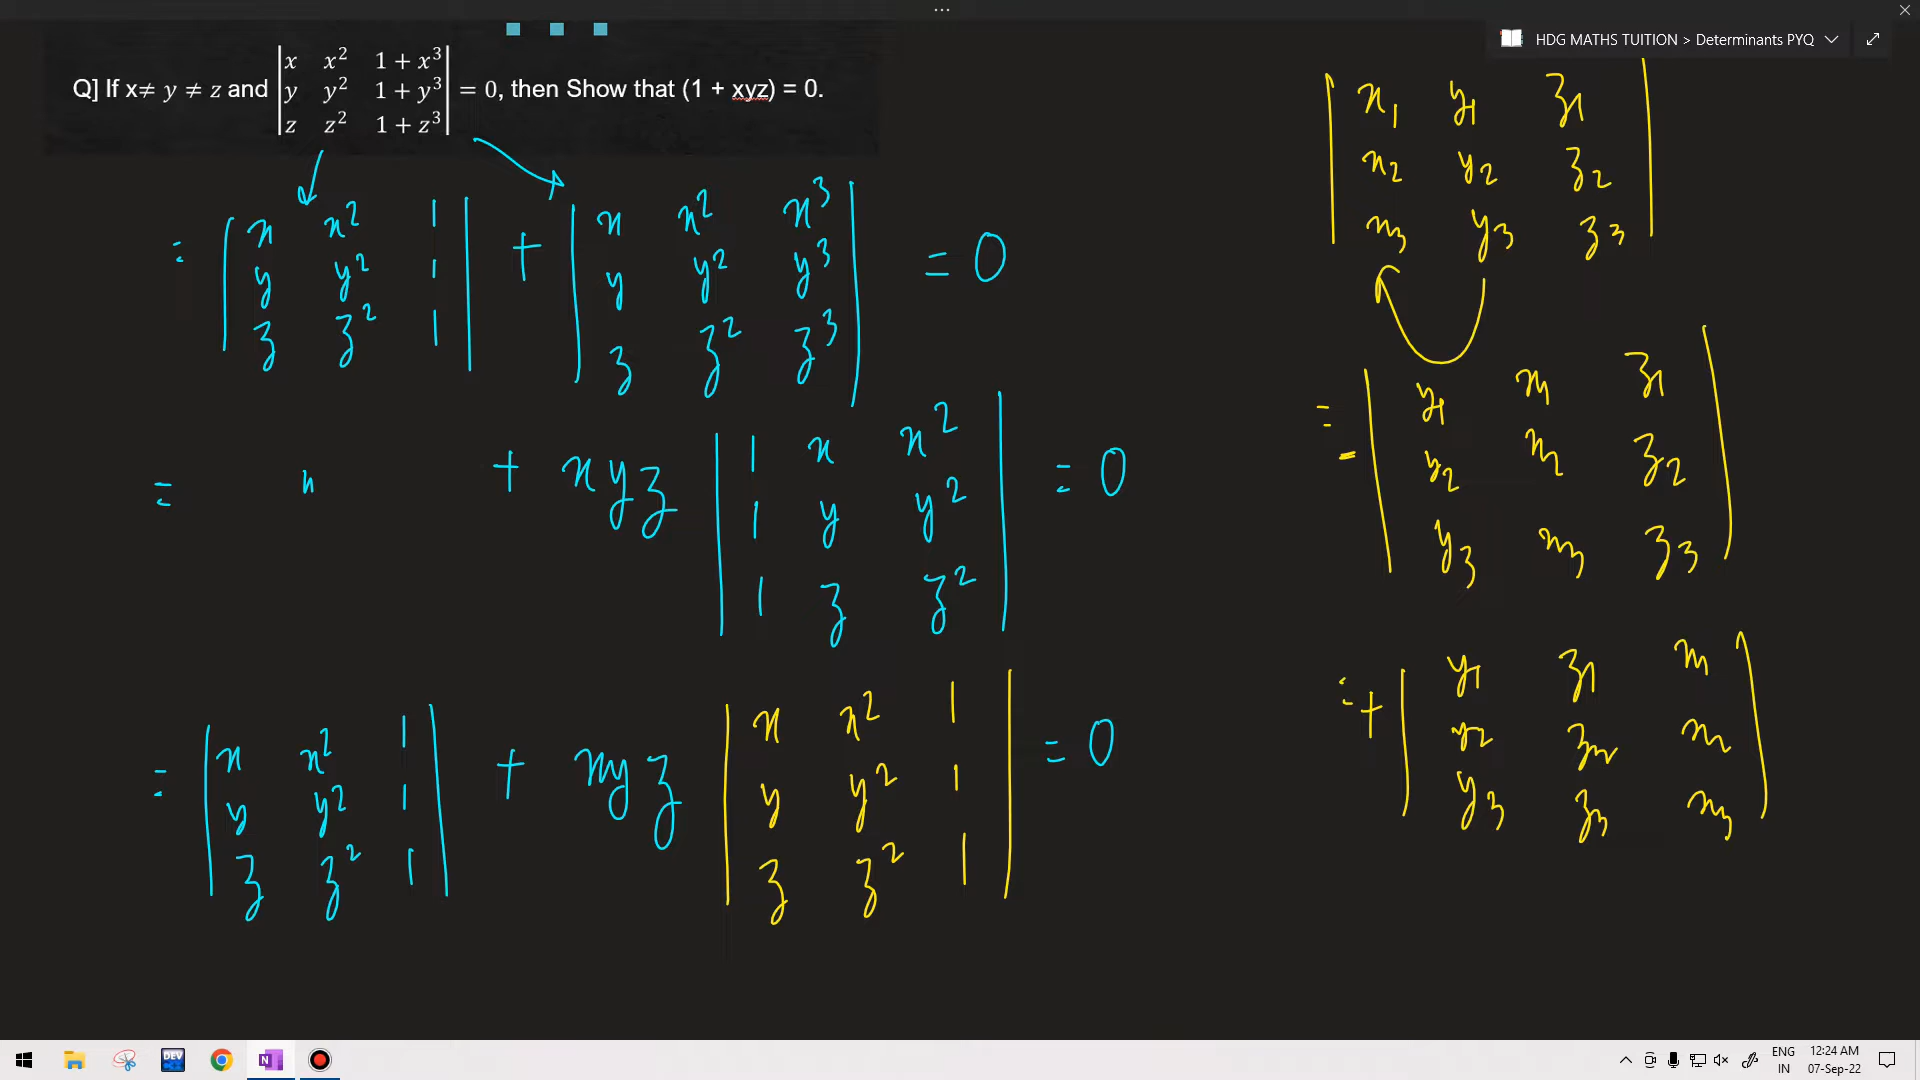 HDG MATHS TUITION > Determinants PYQ
Q] If x≠ y ≠ z and |x x² 1 + x³| = 0, then Show that (1 + xyz) = 0.
|y y² 1 + y³|
|z z² 1 + z³|
= |x x² 1| + |x x² x³| = 0
|y y² 1| |y y² y³|
|z z² 1| |z z² z³|
= " + xyz |1 x x²| = 0
|1 y y²|
|1 z z²|
= |x x² 1| + xyz |x x² 1| = 0
|y y² 1| |y y² 1|
|z z² 1| |z z² 1|
|x₁ y₁ z₁|
|x₂ y₂ z₂|
|x₃ y₃ z₃|
= - |y₁ x₁ z₁|
|y₂ x₂ z₂|
|y₃ x₃ z₃|
= + |y₁ z₁ x₁|
|y₂ z₂ x₂|
|y₃ z₃ x₃|
DEV
N
ENG
IN
12:24 AM
07-Sep-22